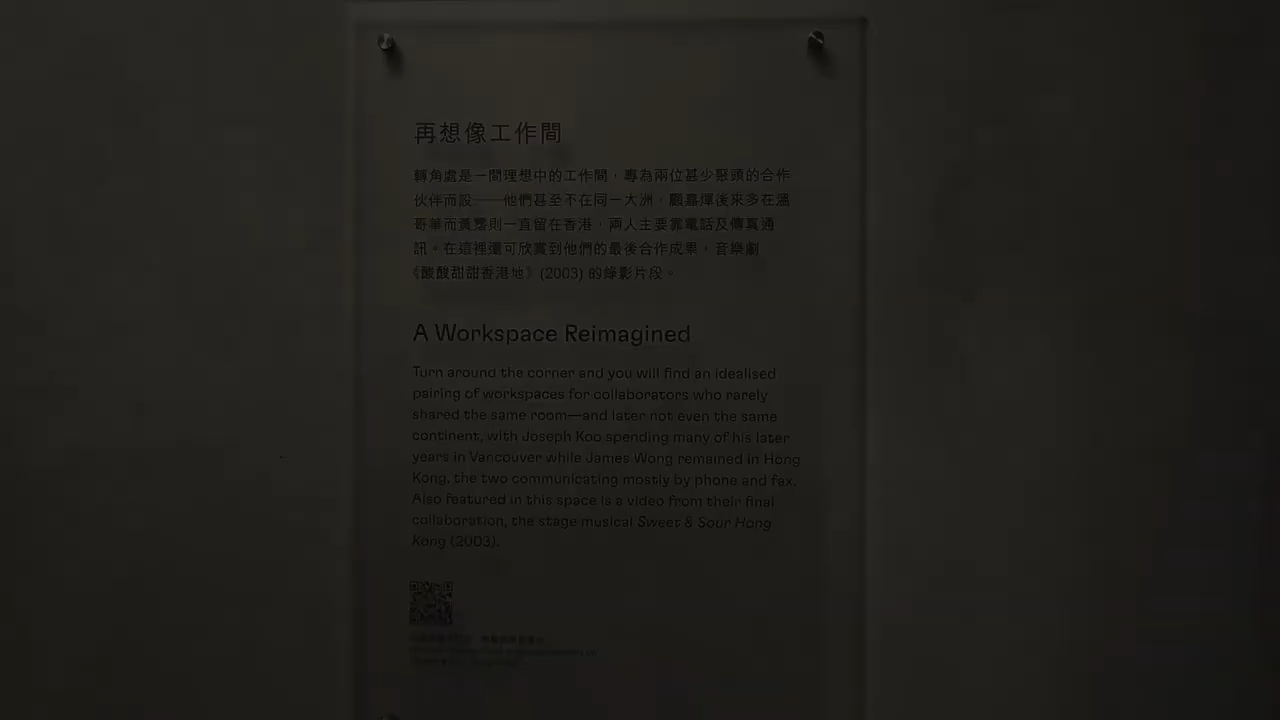 再想像工作間
轉角處是一間理想中的工作間，專為兩位甚少聚頭的合作
伙伴而設——他們甚至不在同一大洲，顧嘉煇後來多在溫
哥華而黃霑則一直留在香港，兩人主要靠電話及傳真通
訊。在這裡還可欣賞到他們的最後合作成果，音樂劇
《酸酸甜甜香港地》(2003) 的錄影片段。
A Workspace Reimagined
Turn around the corner and you will find an idealised
pairing of workspaces for collaborators who rarely
shared the same room—and later not even the same
continent, with Joseph Koo spending many of his later
years in Vancouver while James Wong remained in Hong
Kong, the two communicating mostly by phone and fax.
Also featured in this space is a video from their final
collaboration, the stage musical Sweet & Sour Hong
Kong (2003).